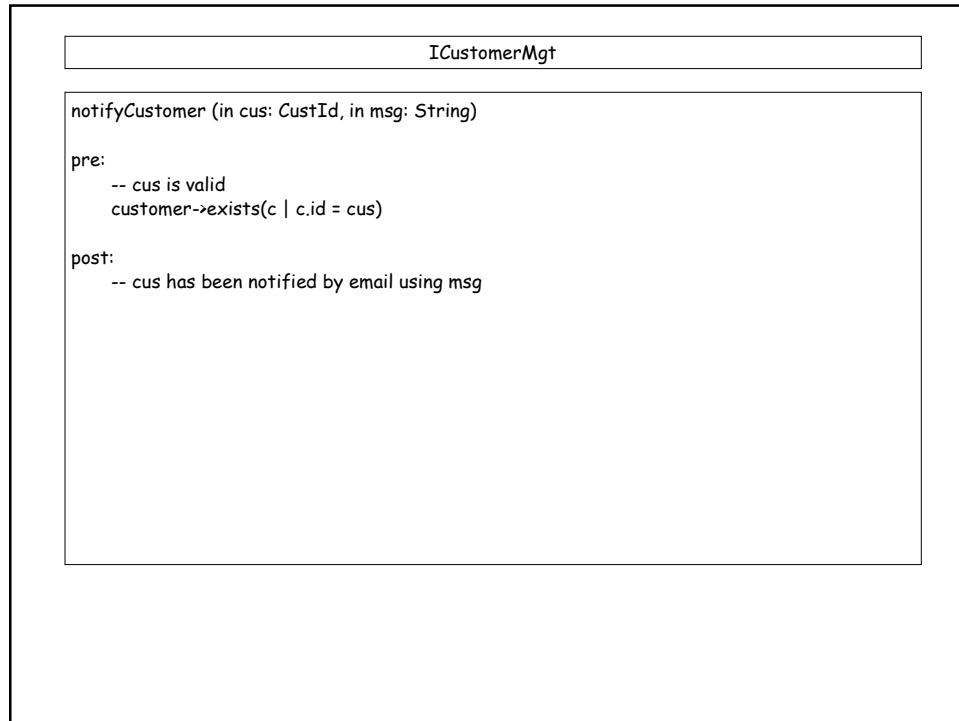 ICustomerMgt
notifyCustomer (in cus: CustId, in msg: String)
pre:
-- cus is valid
customer->exists(c | c.id = cus)
post:
-- cus has been notified by email using msg